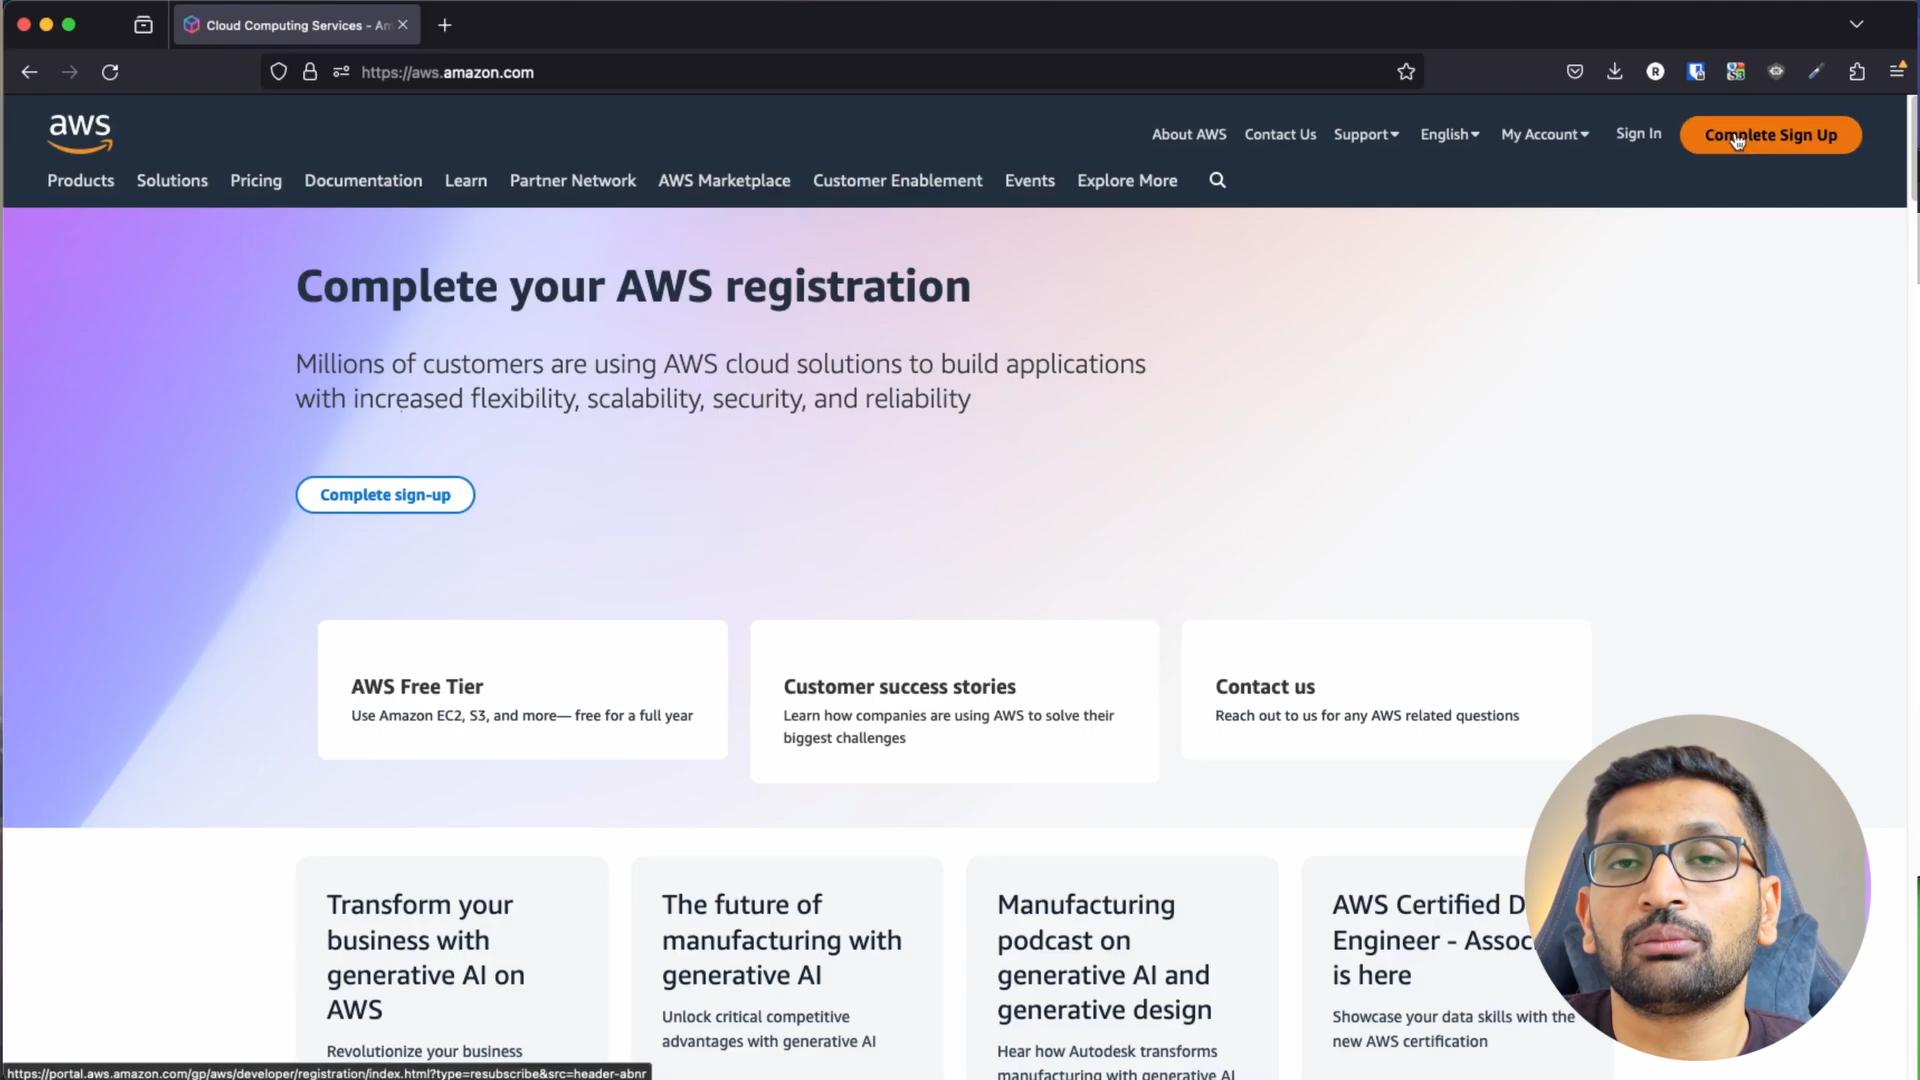 Cloud Computing Services - Am
https://aws.amazon.com
R
aws
About AWS
Contact Us
Support
English
My Account
Sign In
Complete Sign Up
Products
Solutions
Pricing
Documentation
Learn
Partner Network
AWS Marketplace
Customer Enablement
Events
Explore More
Complete your AWS registration
Millions of customers are using AWS cloud solutions to build applications
with increased flexibility, scalability, security, and reliability
Complete sign-up
AWS Free Tier
Use Amazon EC2, S3, and more— free for a full year
Customer success stories
Learn how companies are using AWS to solve their
biggest challenges
Contact us
Reach out to us for any AWS related questions
Transform your
business with
generative AI on
AWS
Revolutionize your business
The future of
manufacturing with
generative AI
Unlock critical competitive
advantages with generative AI
Manufacturing
podcast on
generative AI and
generative design
Hear how Autodesk transforms
manufacturing with generative AI
AWS Certified D
Engineer - Assoc
is here
Showcase your data skills with the
new AWS certification
https://portal.aws.amazon.com/gp/aws/developer/registration/index.html?type=resubscribe&src=header-abnr